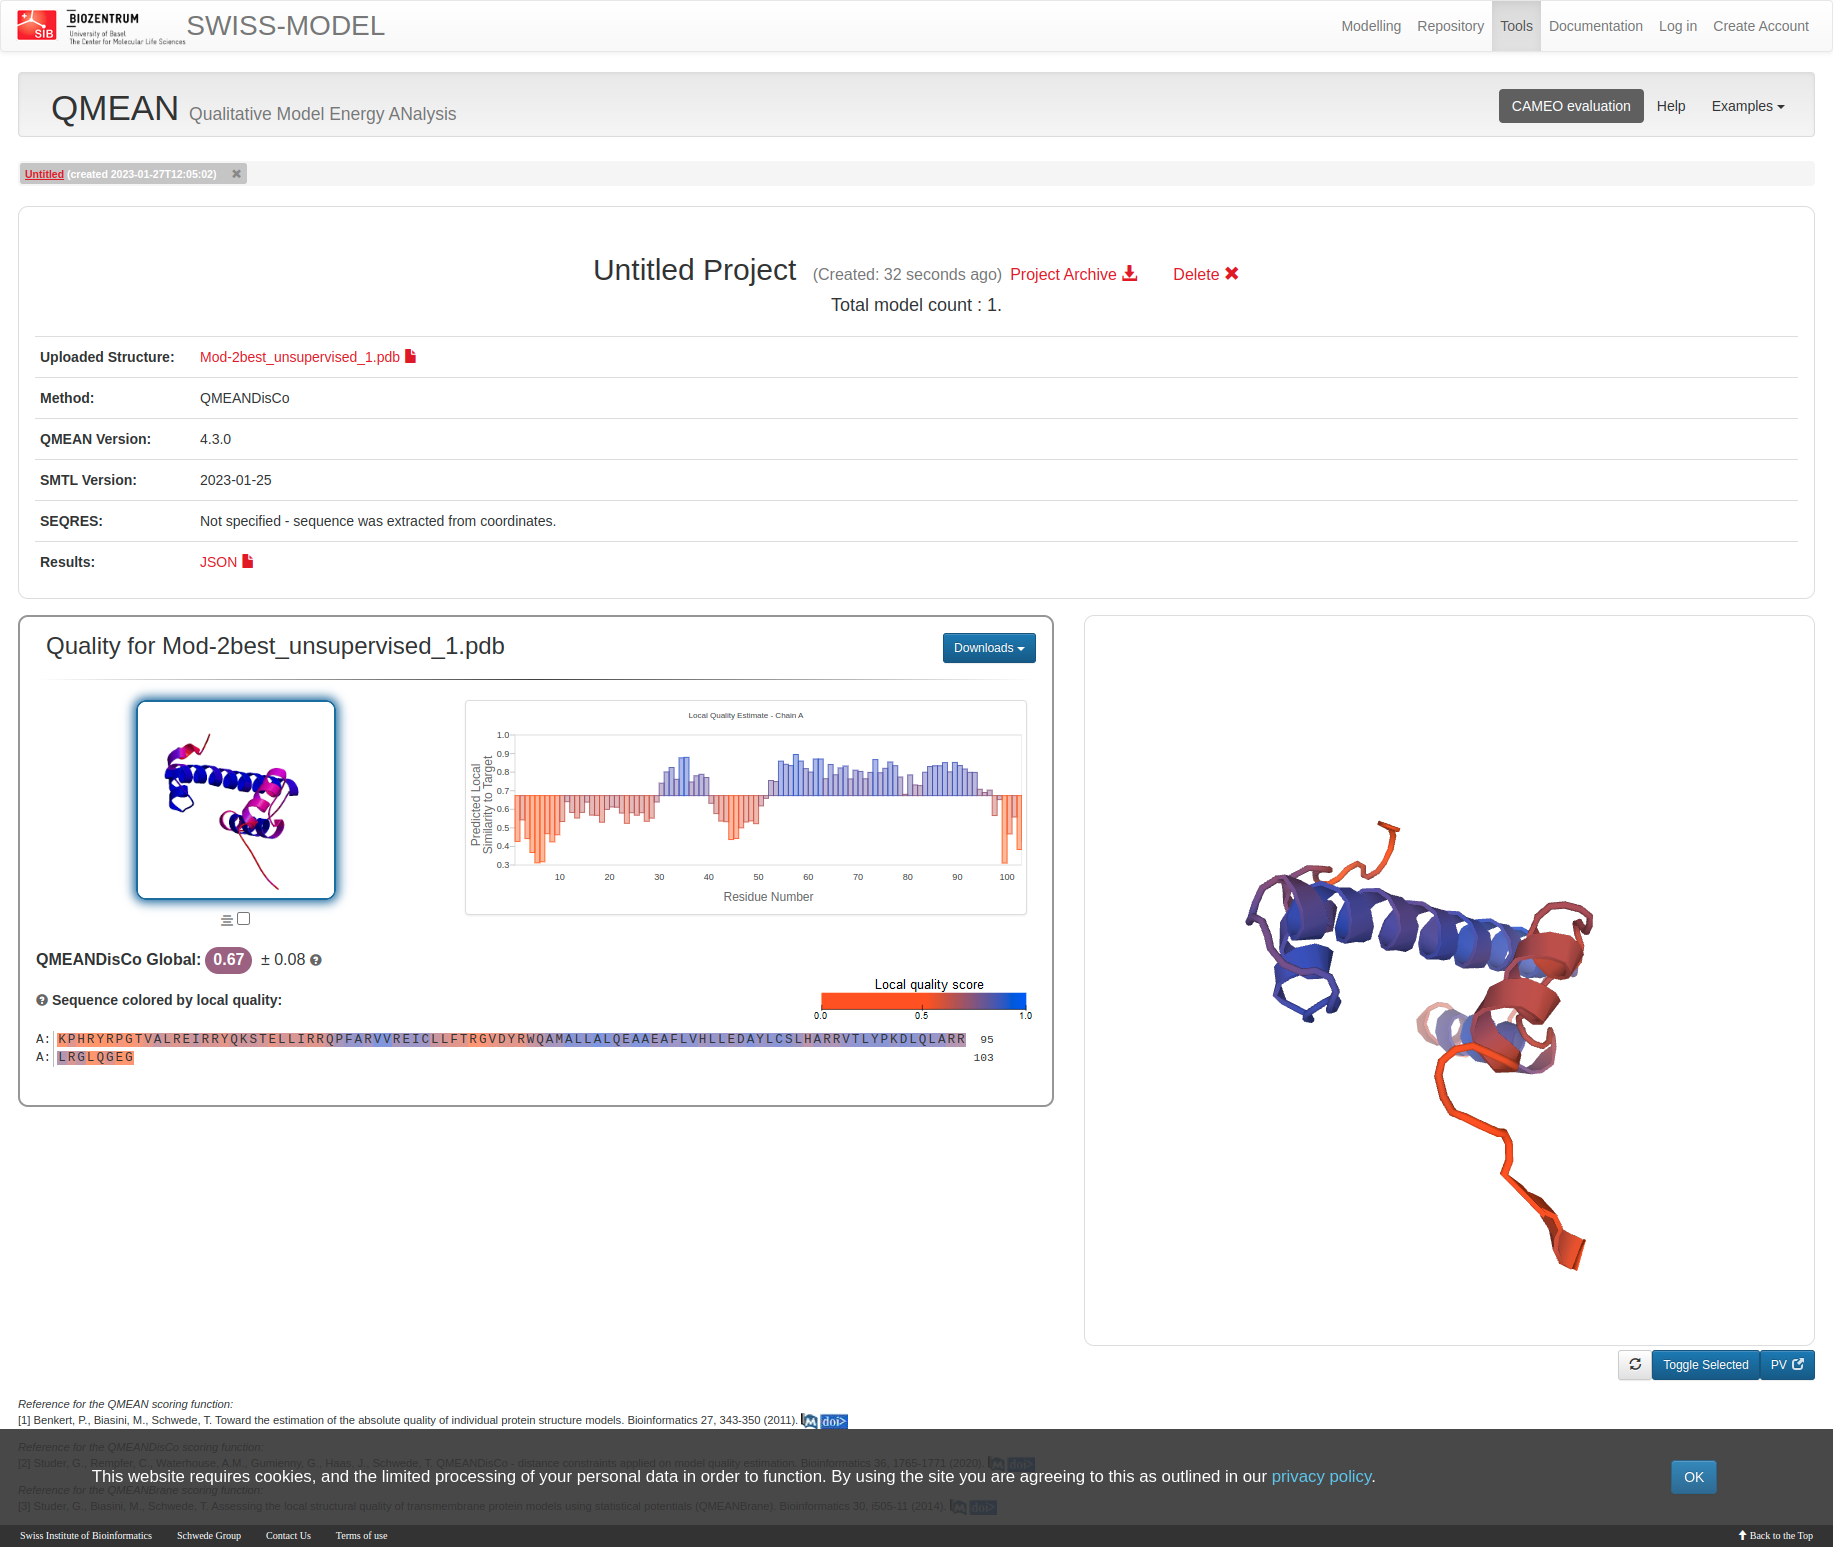 SIB
BIOZENTRUM
University of Basel
The Center for Molecular Life Sciences
SWISS-MODEL
Modelling Repository Tools Documentation Log in Create Account
QMEAN Qualitative Model Energy ANalysis
CAMEO evaluation Help Examples
Untitled (created 2023-01-27T12:05:02)
Untitled Project (Created: 32 seconds ago) Project Archive Delete
Total model count : 1.
Uploaded Structure: Mod-2best_unsupervised_1.pdb
Method: QMEANDisCo
QMEAN Version: 4.3.0
SMTL Version: 2023-01-25
SEQRES: Not specified - sequence was extracted from coordinates.
Results: JSON
Quality for Mod-2best_unsupervised_1.pdb
Downloads
Local Quality Estimate - Chain A
Predicted Local
Similarity to Target
1.0
0.9
0.8
0.7
0.6
0.5
0.4
0.3
10 20 30 40 50 60 70 80 90 100
Residue Number
QMEANDisCo Global: 0.67 ± 0.08
Sequence colored by local quality:
Local quality score
0.0 0.5 1.0
A: KPHRYRPGTVALREIRRYQKSTELLIRRQPFARVVREICLLFTRGVDYRWQAMALLALQEAAEAFLVHLLEDAYLCSLHARRVTLYPKDLQLARR 95
A: LRGLQGEG 103
Toggle Selected PV
Reference for the QMEAN scoring function:
[1] Benkert, P., Biasini, M., Schwede, T. Toward the estimation of the absolute quality of individual protein structure models. Bioinformatics 27, 343-350 (2011). doi>
Reference for the QMEANDisCo scoring function:
[2] Studer, G., Rempfer, C., Waterhouse, A.M., Gumienny, G., Haas, J., Schwede, T. QMEANDisCo - distance constraints applied on model quality estimation. Bioinformatics 36, 1765-1771 (2020). doi>
This website requires cookies, and the limited processing of your personal data in order to function. By using the site you are agreeing to this as outlined in our privacy policy.
OK
Reference for the QMEANBrane scoring function:
[3] Studer, G., Biasini, M., Schwede, T. Assessing the local structural quality of transmembrane protein models using statistical potentials (QMEANBrane). Bioinformatics 30, i505-11 (2014). doi>
Swiss Institute of Bioinformatics Schwede Group Contact Us Terms of use
Back to the Top